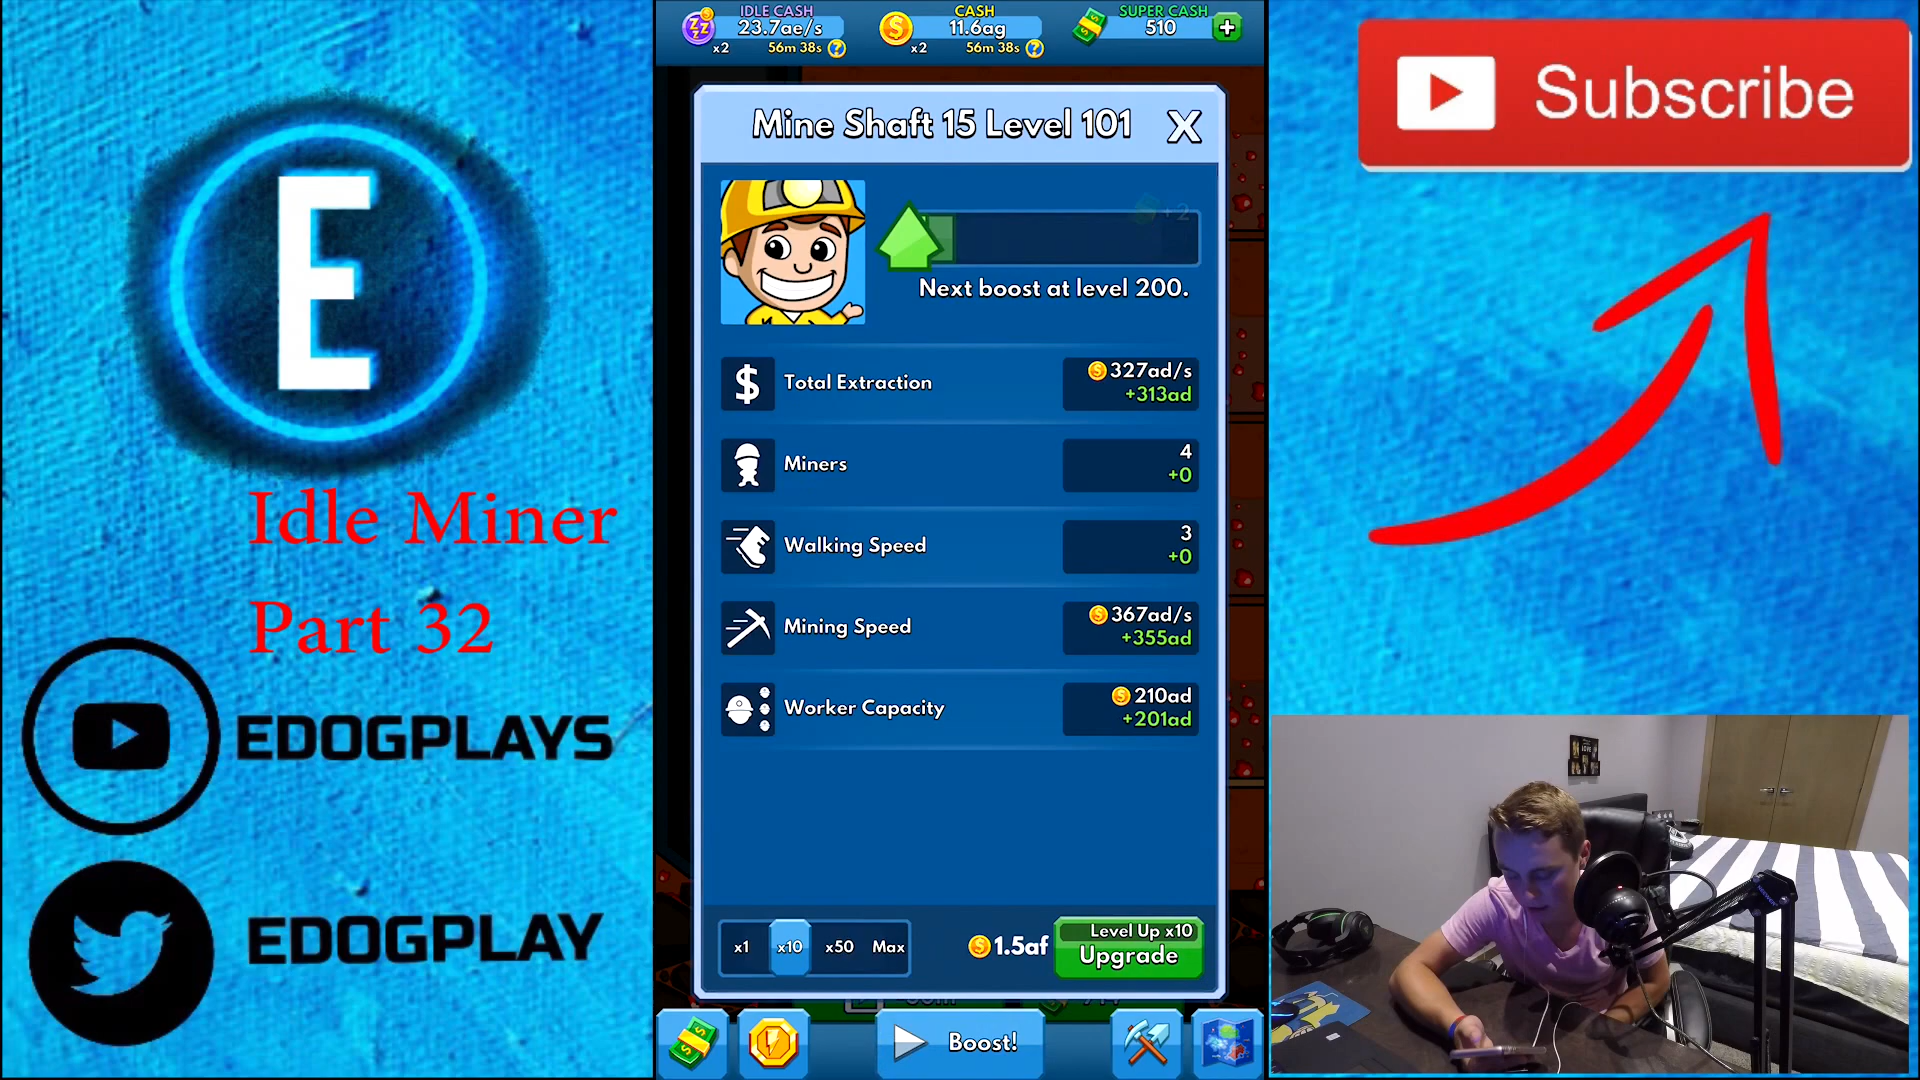 E
Idle Miner
Part 32
EDOGPLAYS
EDOGPLAY
IDLE CASH
23.7ae/s
x2 56m 38s ?
CASH
11.6ag
x2 56m 38s ?
SUPER CASH
510 +
Mine Shaft 15 Level 101 X
+2
Next boost at level 200.
Total Extraction 327ad/s
+313ad
Miners 4
+0
Walking Speed 3
+0
Mining Speed 367ad/s
+355ad
Worker Capacity 210ad
+201ad
x1 x10 x50 Max 1.5af Level Up x10
Upgrade
Boost!
Subscribe